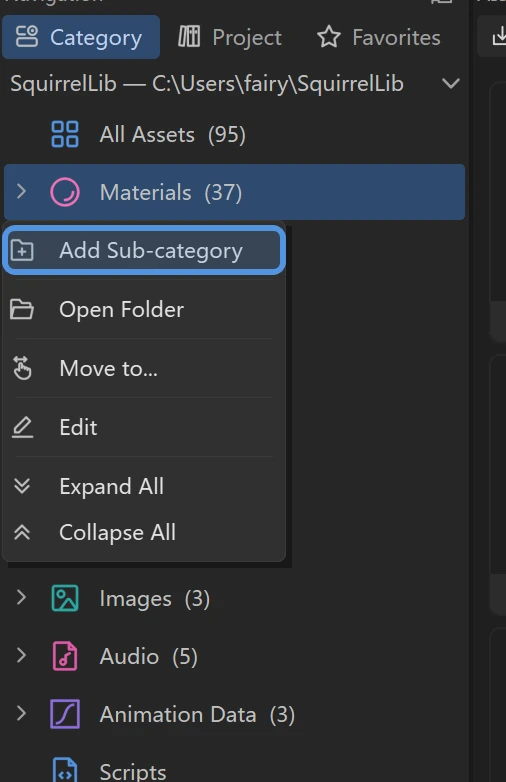 Navigation
Category Project Favorites
SquirrelLib — C:\Users\fairy\SquirrelLib
All Assets (95)
Materials (37)
Add Sub-category
Open Folder
Move to...
Edit
Expand All
Collapse All
Images (3)
Audio (5)
Animation Data (3)
Scripts